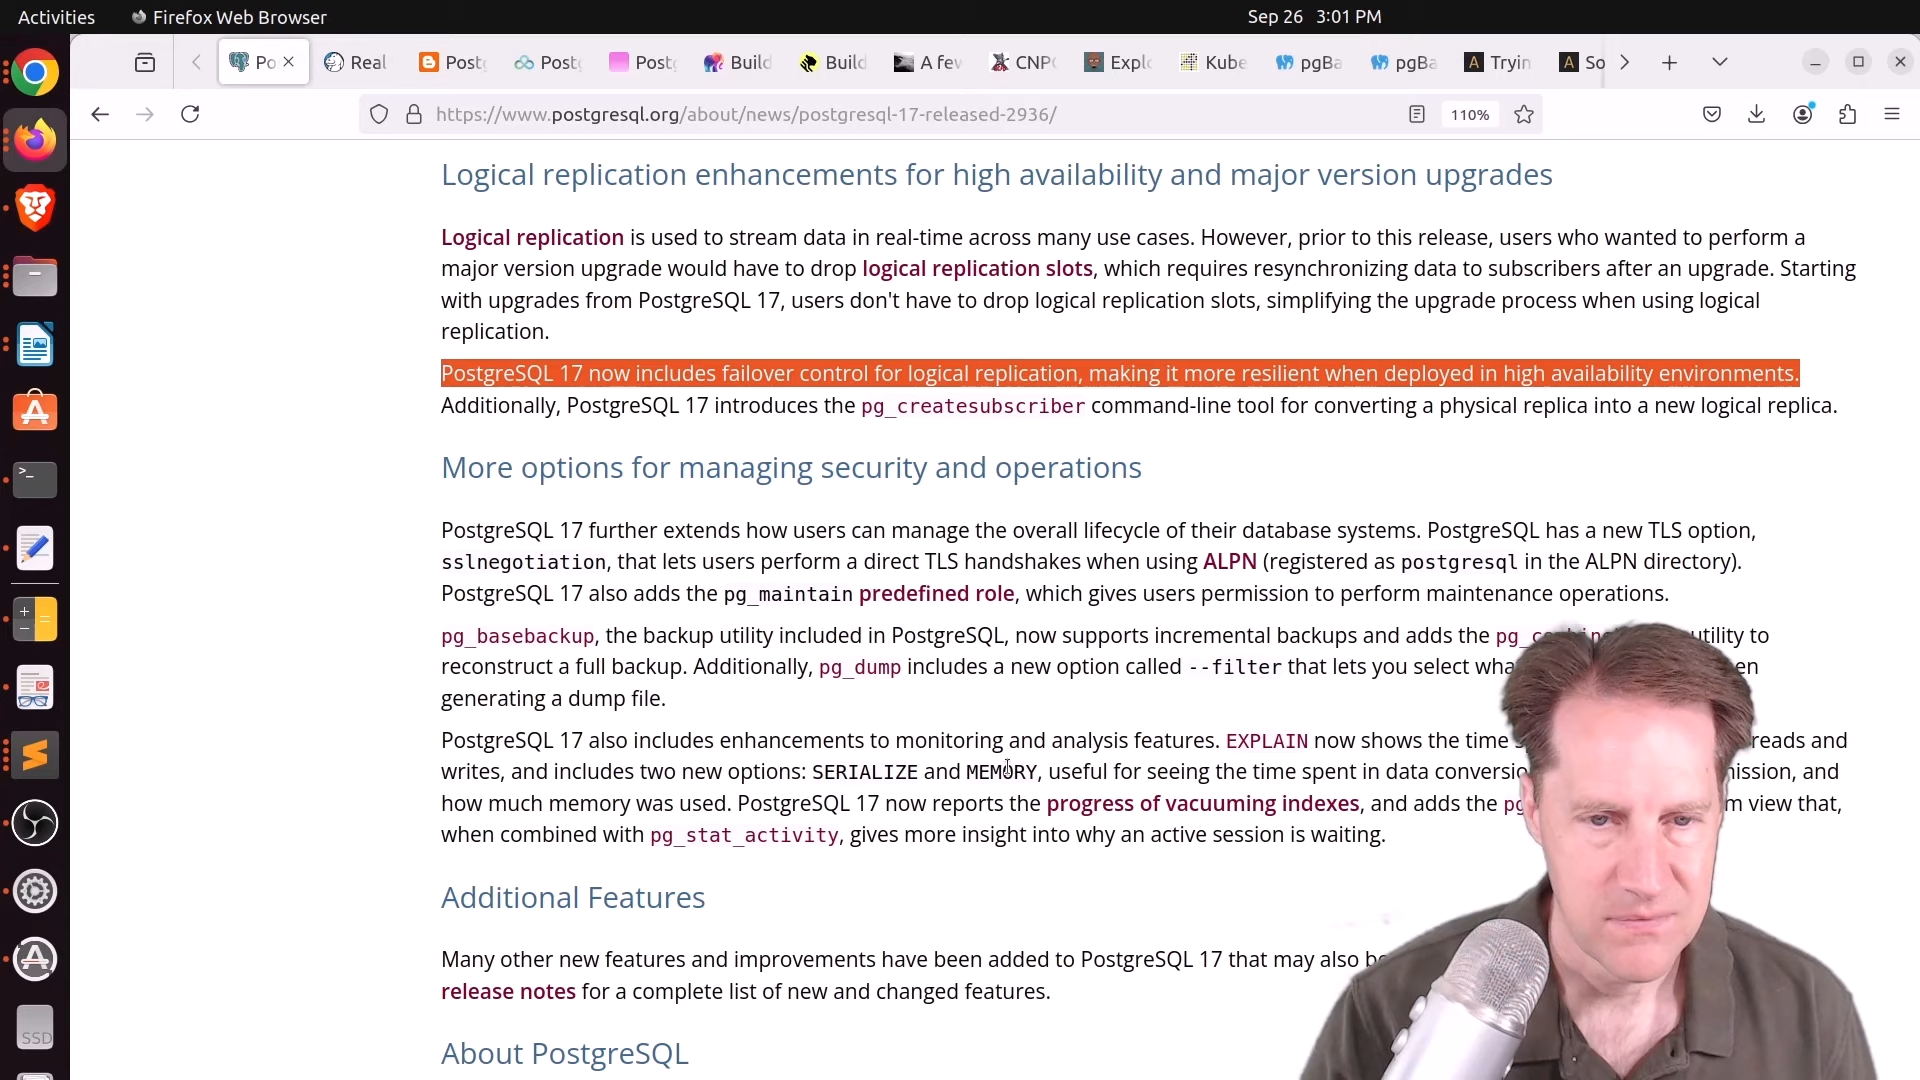 Activities Firefox Web Browser Sep 26 3:01 PM
Po Real Postg Post Post Build Build A few CNPG Explo Kube pgBa pgBa Tryin So
https://www.postgresql.org/about/news/postgresql-17-released-2936/ 110%
Logical replication enhancements for high availability and major version upgrades
Logical replication is used to stream data in real-time across many use cases. However, prior to this release, users who wanted to perform a
major version upgrade would have to drop logical replication slots, which requires resynchronizing data to subscribers after an upgrade. Starting
with upgrades from PostgreSQL 17, users don't have to drop logical replication slots, simplifying the upgrade process when using logical
replication.
PostgreSQL 17 now includes failover control for logical replication, making it more resilient when deployed in high availability environments.
Additionally, PostgreSQL 17 introduces the pg_createsubscriber command-line tool for converting a physical replica into a new logical replica.
More options for managing security and operations
PostgreSQL 17 further extends how users can manage the overall lifecycle of their database systems. PostgreSQL has a new TLS option,
sslnegotiation, that lets users perform a direct TLS handshakes when using ALPN (registered as postgresql in the ALPN directory).
PostgreSQL 17 also adds the pg_maintain predefined role, which gives users permission to perform maintenance operations.
pg_basebackup, the backup utility included in PostgreSQL, now supports incremental backups and adds the utility to
reconstruct a full backup. Additionally, pg_dump includes a new option called --filter that lets you select
generating a dump file.
PostgreSQL 17 also includes enhancements to monitoring and analysis features. EXPLAIN now shows the time reads and
writes, and includes two new options: SERIALIZE and MEMORY, useful for seeing the time spent in data and
how much memory was used. PostgreSQL 17 now reports the progress of vacuuming indexes, and adds the view that,
when combined with pg_stat_activity, gives more insight into why an active session is waiting.
Additional Features
Many other new features and improvements have been added to PostgreSQL 17 that may also
release notes for a complete list of new and changed features.
About PostgreSQL
SSD